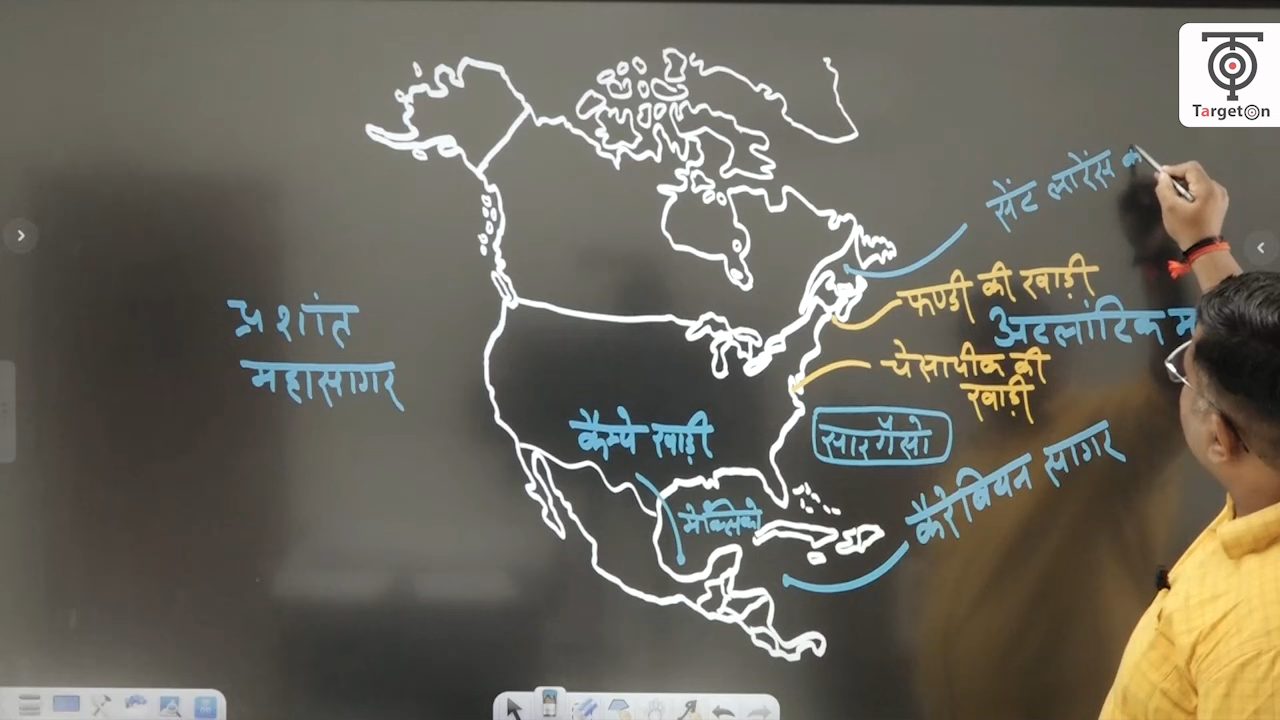 TargetOn
सेंट लारेंस क
फण्डी की खाड़ी
प्रशांत
महासागर
अटलांटिक म
चेसापीक की
खाड़ी
कैम्पे खाड़ी
सारगैसो
कैरेबियन सागर
मेक्सिको